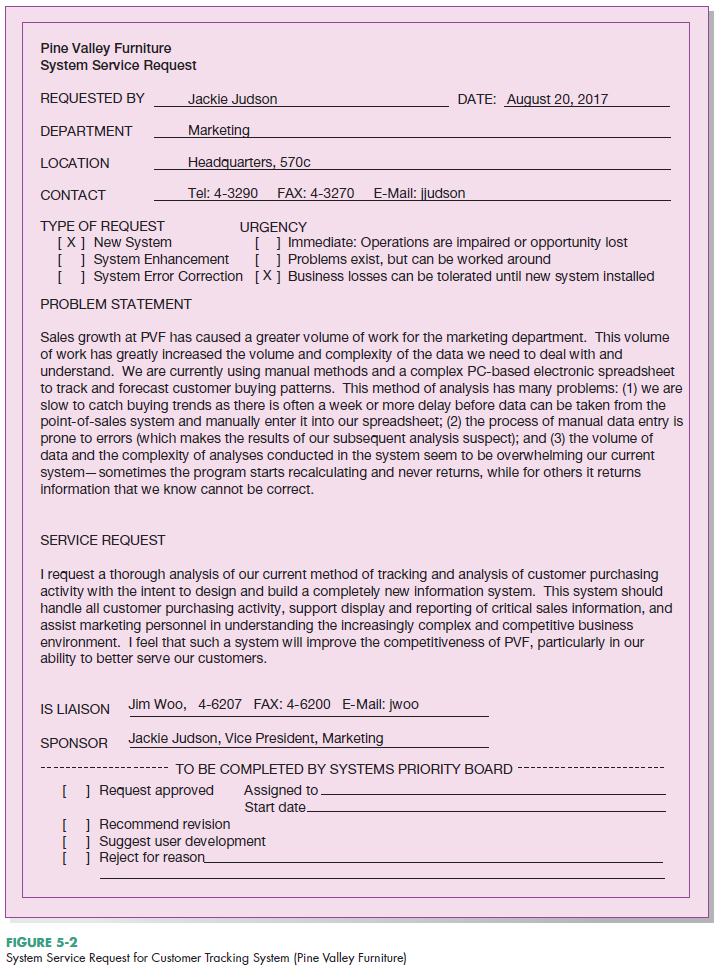 Pine Valley Furniture
System Service Request
REQUESTED BY Jackie Judson DATE: August 20, 2017
DEPARTMENT Marketing
LOCATION Headquarters, 570c
CONTACT Tel: 4-3290 FAX: 4-3270 E-Mail: jjudson
TYPE OF REQUEST URGENCY
[ X ] New System [ ] Immediate: Operations are impaired or opportunity lost
[ ] System Enhancement [ ] Problems exist, but can be worked around
[ ] System Error Correction [ X ] Business losses can be tolerated until new system installed
PROBLEM STATEMENT
Sales growth at PVF has caused a greater volume of work for the marketing department. This volume
of work has greatly increased the volume and complexity of the data we need to deal with and
understand. We are currently using manual methods and a complex PC-based electronic spreadsheet
to track and forecast customer buying patterns. This method of analysis has many problems: (1) we are
slow to catch buying trends as there is often a week or more delay before data can be taken from the
point-of-sales system and manually enter it into our spreadsheet; (2) the process of manual data entry is
prone to errors (which makes the results of our subsequent analysis suspect); and (3) the volume of
data and the complexity of analyses conducted in the system seem to be overwhelming our current
system—sometimes the program starts recalculating and never returns, while for others it returns
information that we know cannot be correct.
SERVICE REQUEST
I request a thorough analysis of our current method of tracking and analysis of customer purchasing
activity with the intent to design and build a completely new information system. This system should
handle all customer purchasing activity, support display and reporting of critical sales information, and
assist marketing personnel in understanding the increasingly complex and competitive business
environment. I feel that such a system will improve the competitiveness of PVF, particularly in our
ability to better serve our customers.
IS LIAISON Jim Woo, 4-6207 FAX: 4-6200 E-Mail: jwoo
SPONSOR Jackie Judson, Vice President, Marketing
TO BE COMPLETED BY SYSTEMS PRIORITY BOARD
[ ] Request approved Assigned to
Start date
[ ] Recommend revision
[ ] Suggest user development
[ ] Reject for reason
FIGURE 5-2
System Service Request for Customer Tracking System (Pine Valley Furniture)